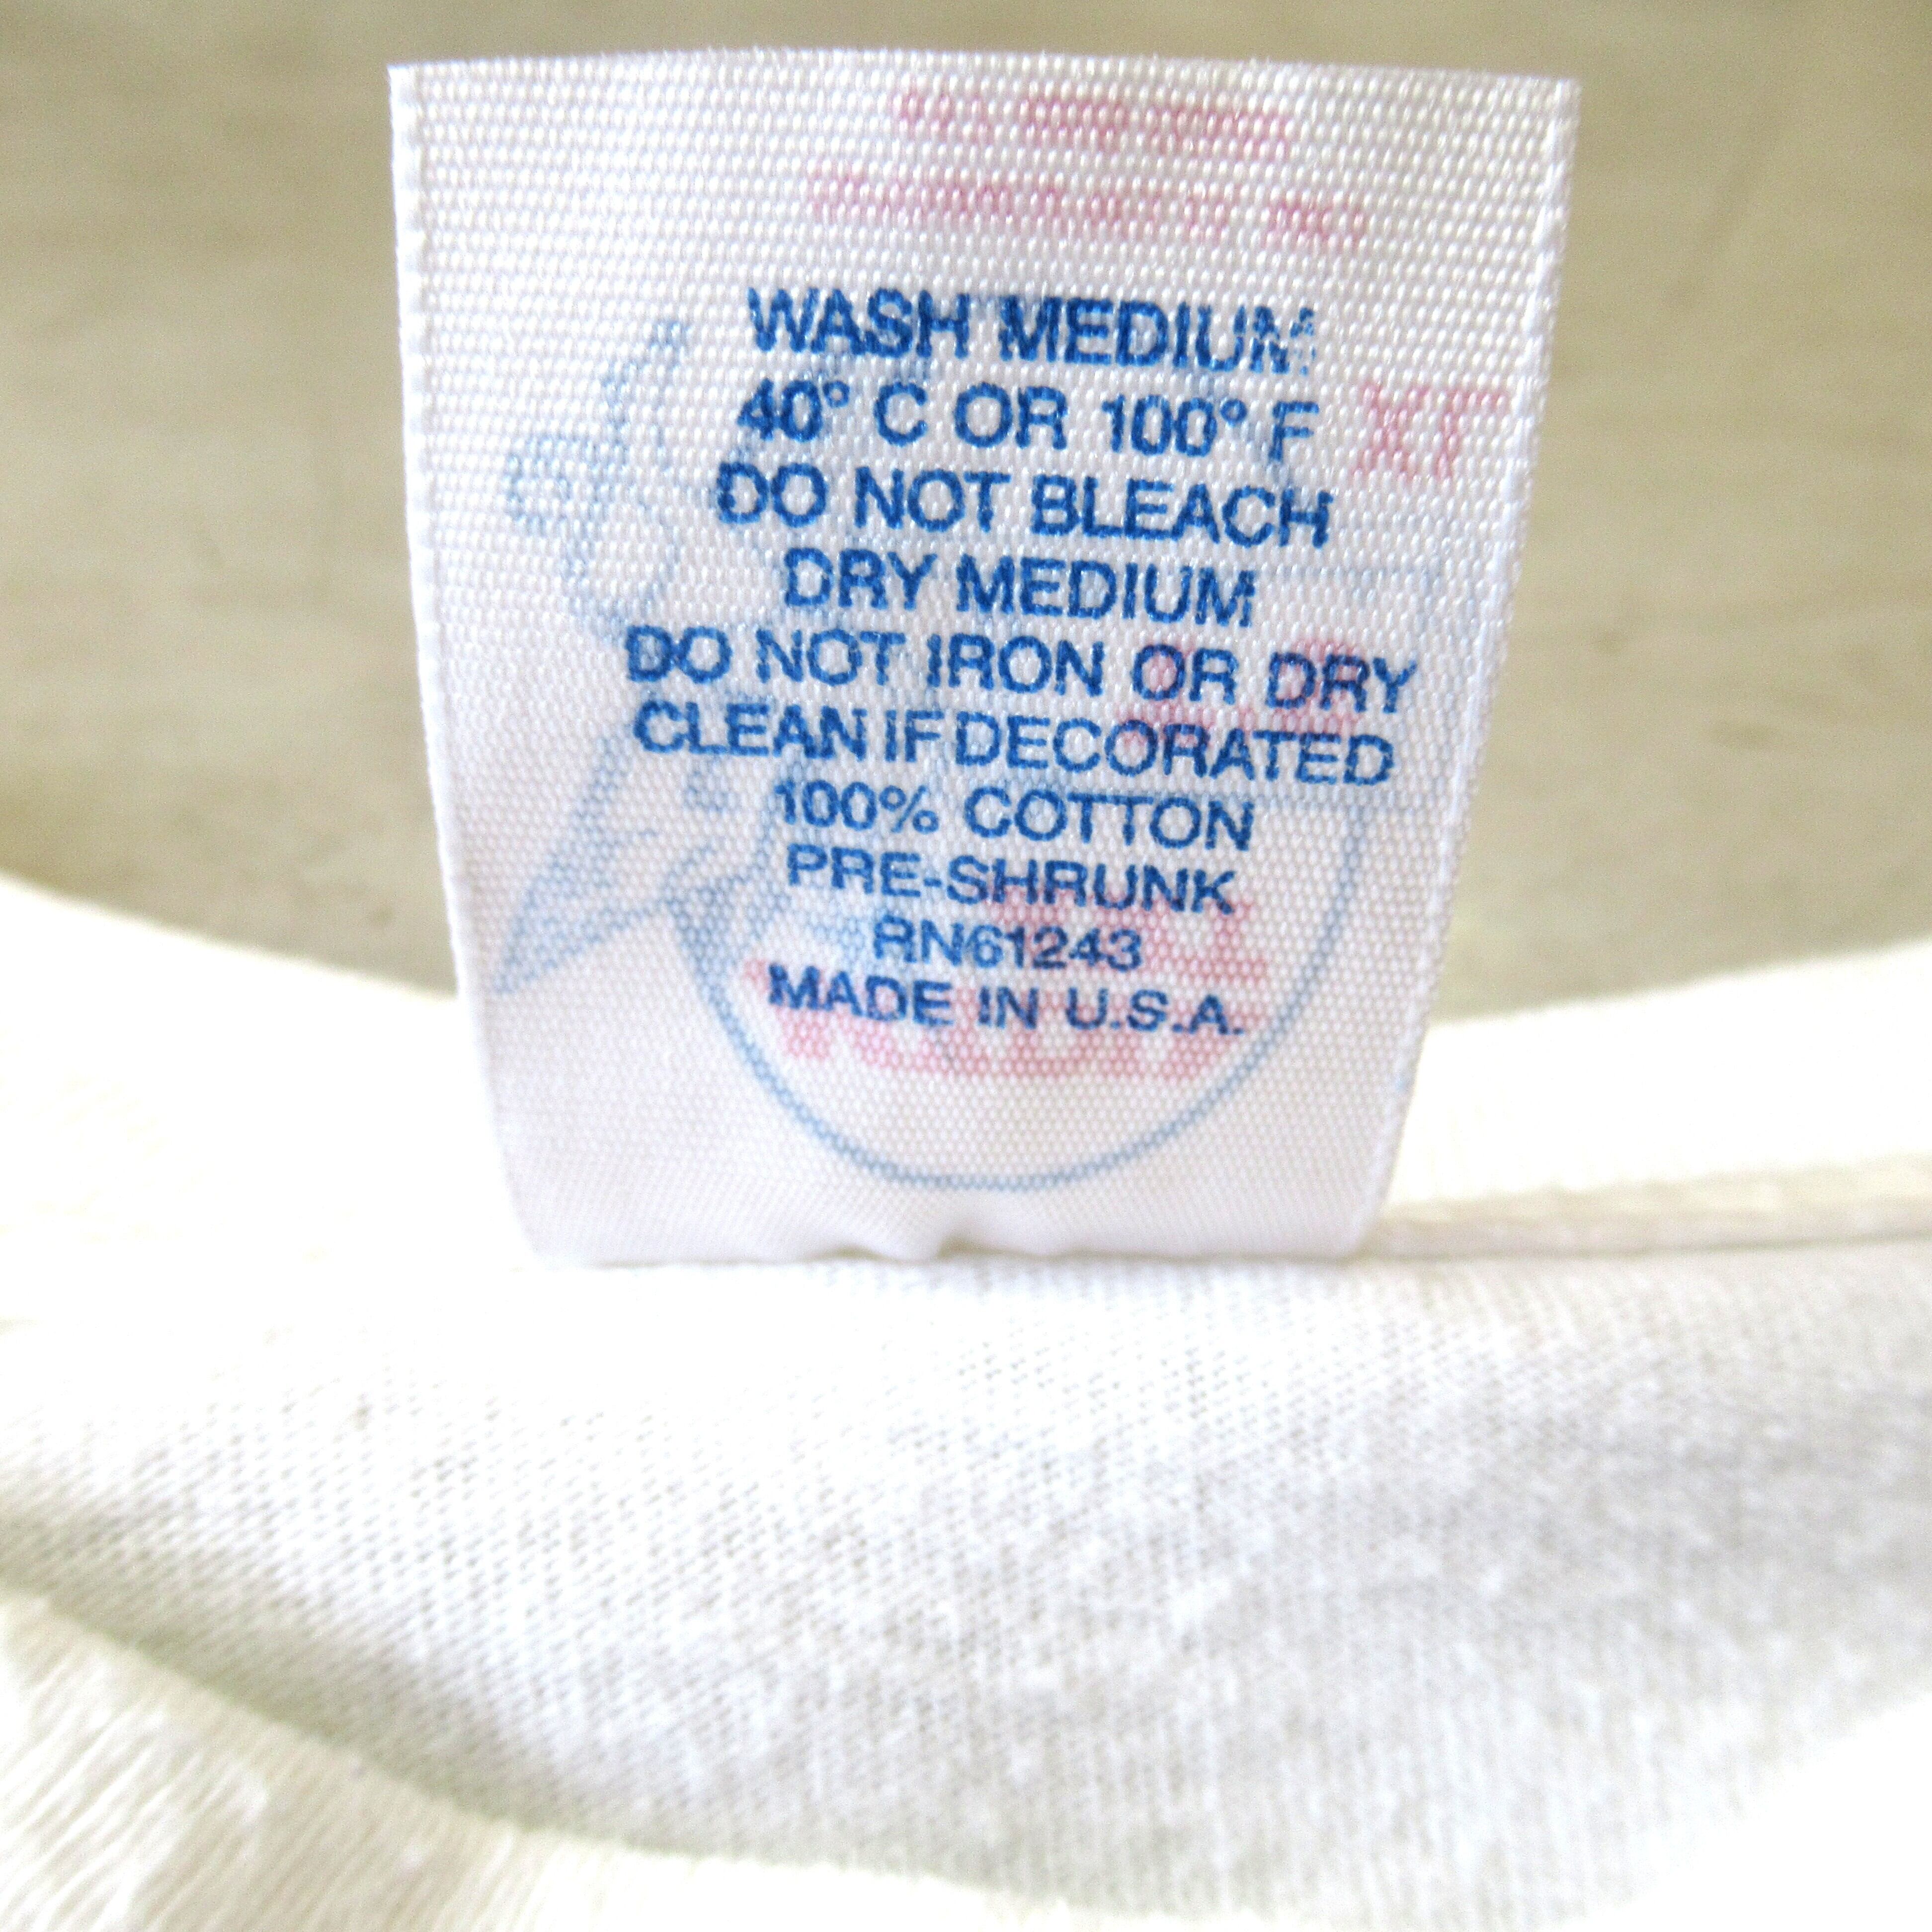 WASH MEDIUM
40° C OR 100° F
DO NOT BLEACH
DRY MEDIUM
DO NOT IRON OR DRY
CLEAN IF DECORATED
100% COTTON
PRE-SHRUNK
RN61243
MADE IN U.S.A.
XL